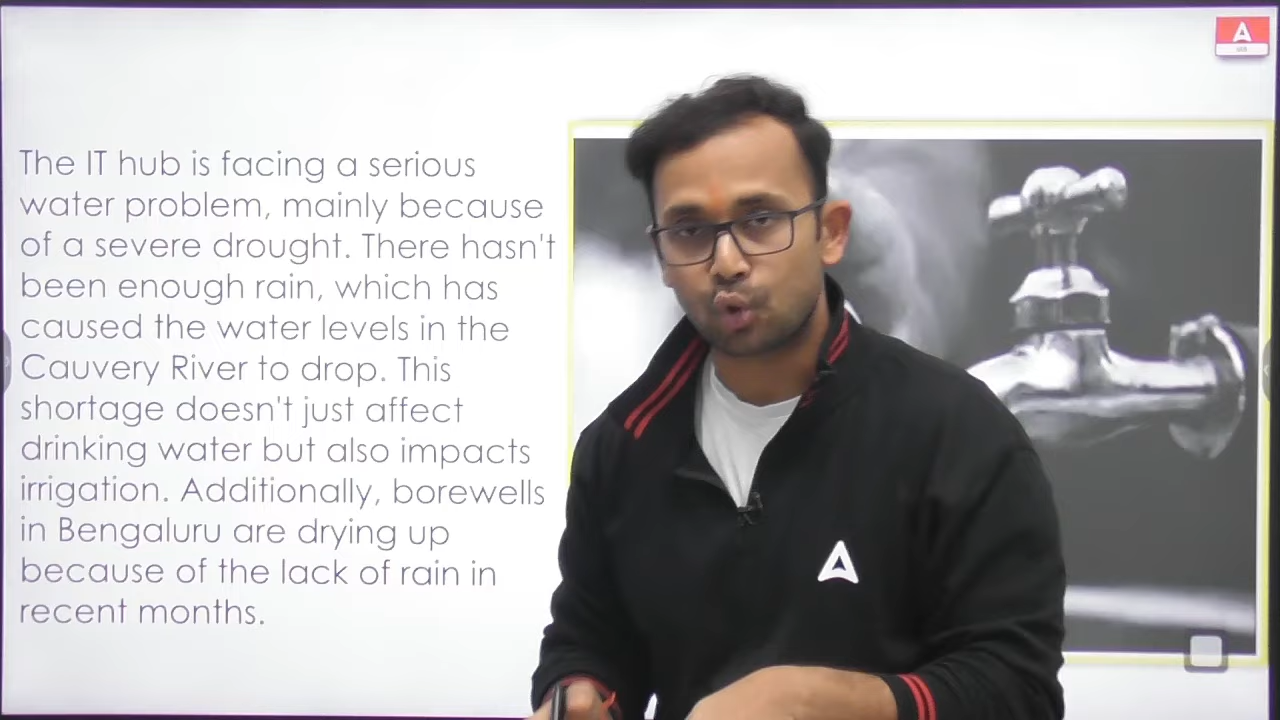 The IT hub is facing a serious
water problem, mainly because
of a severe drought. There hasn't
been enough rain, which has
caused the water levels in the
Cauvery River to drop. This
shortage doesn't just affect
drinking water but also impacts
irrigation. Additionally, borewells
in Bengaluru are drying up
because of the lack of rain in
recent months.